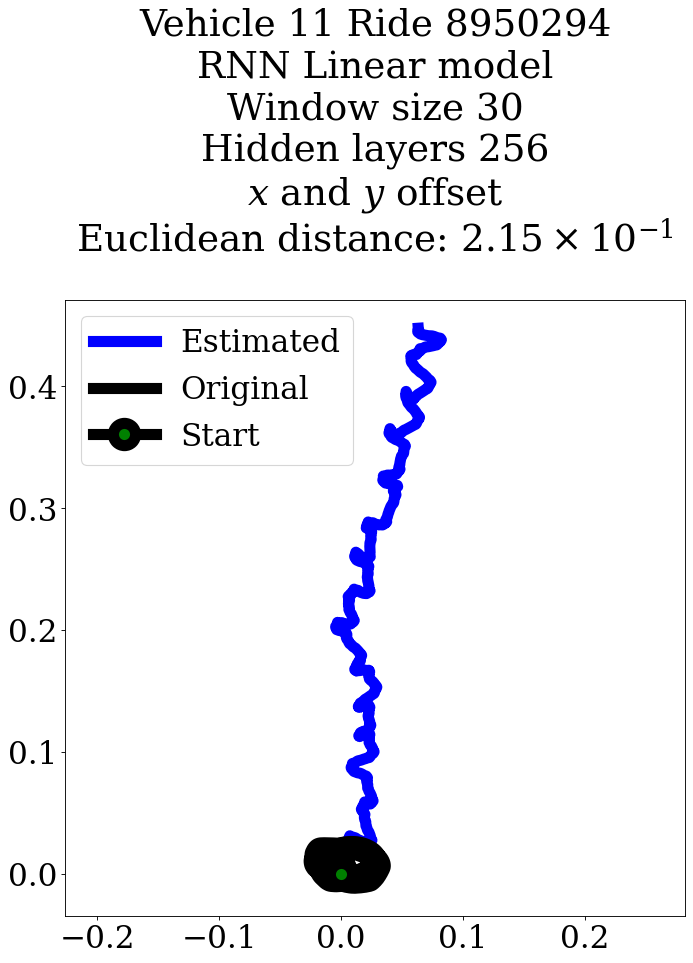 Vehicle 11 Ride 8950294
RNN Linear model
Window size 30
Hidden layers 256
x and y offset
Euclidean distance: 2.15 × 10⁻¹
Estimated
Original
Start
0.4
0.3
0.2
0.1
0.0
−0.2 −0.1 0.0 0.1 0.2